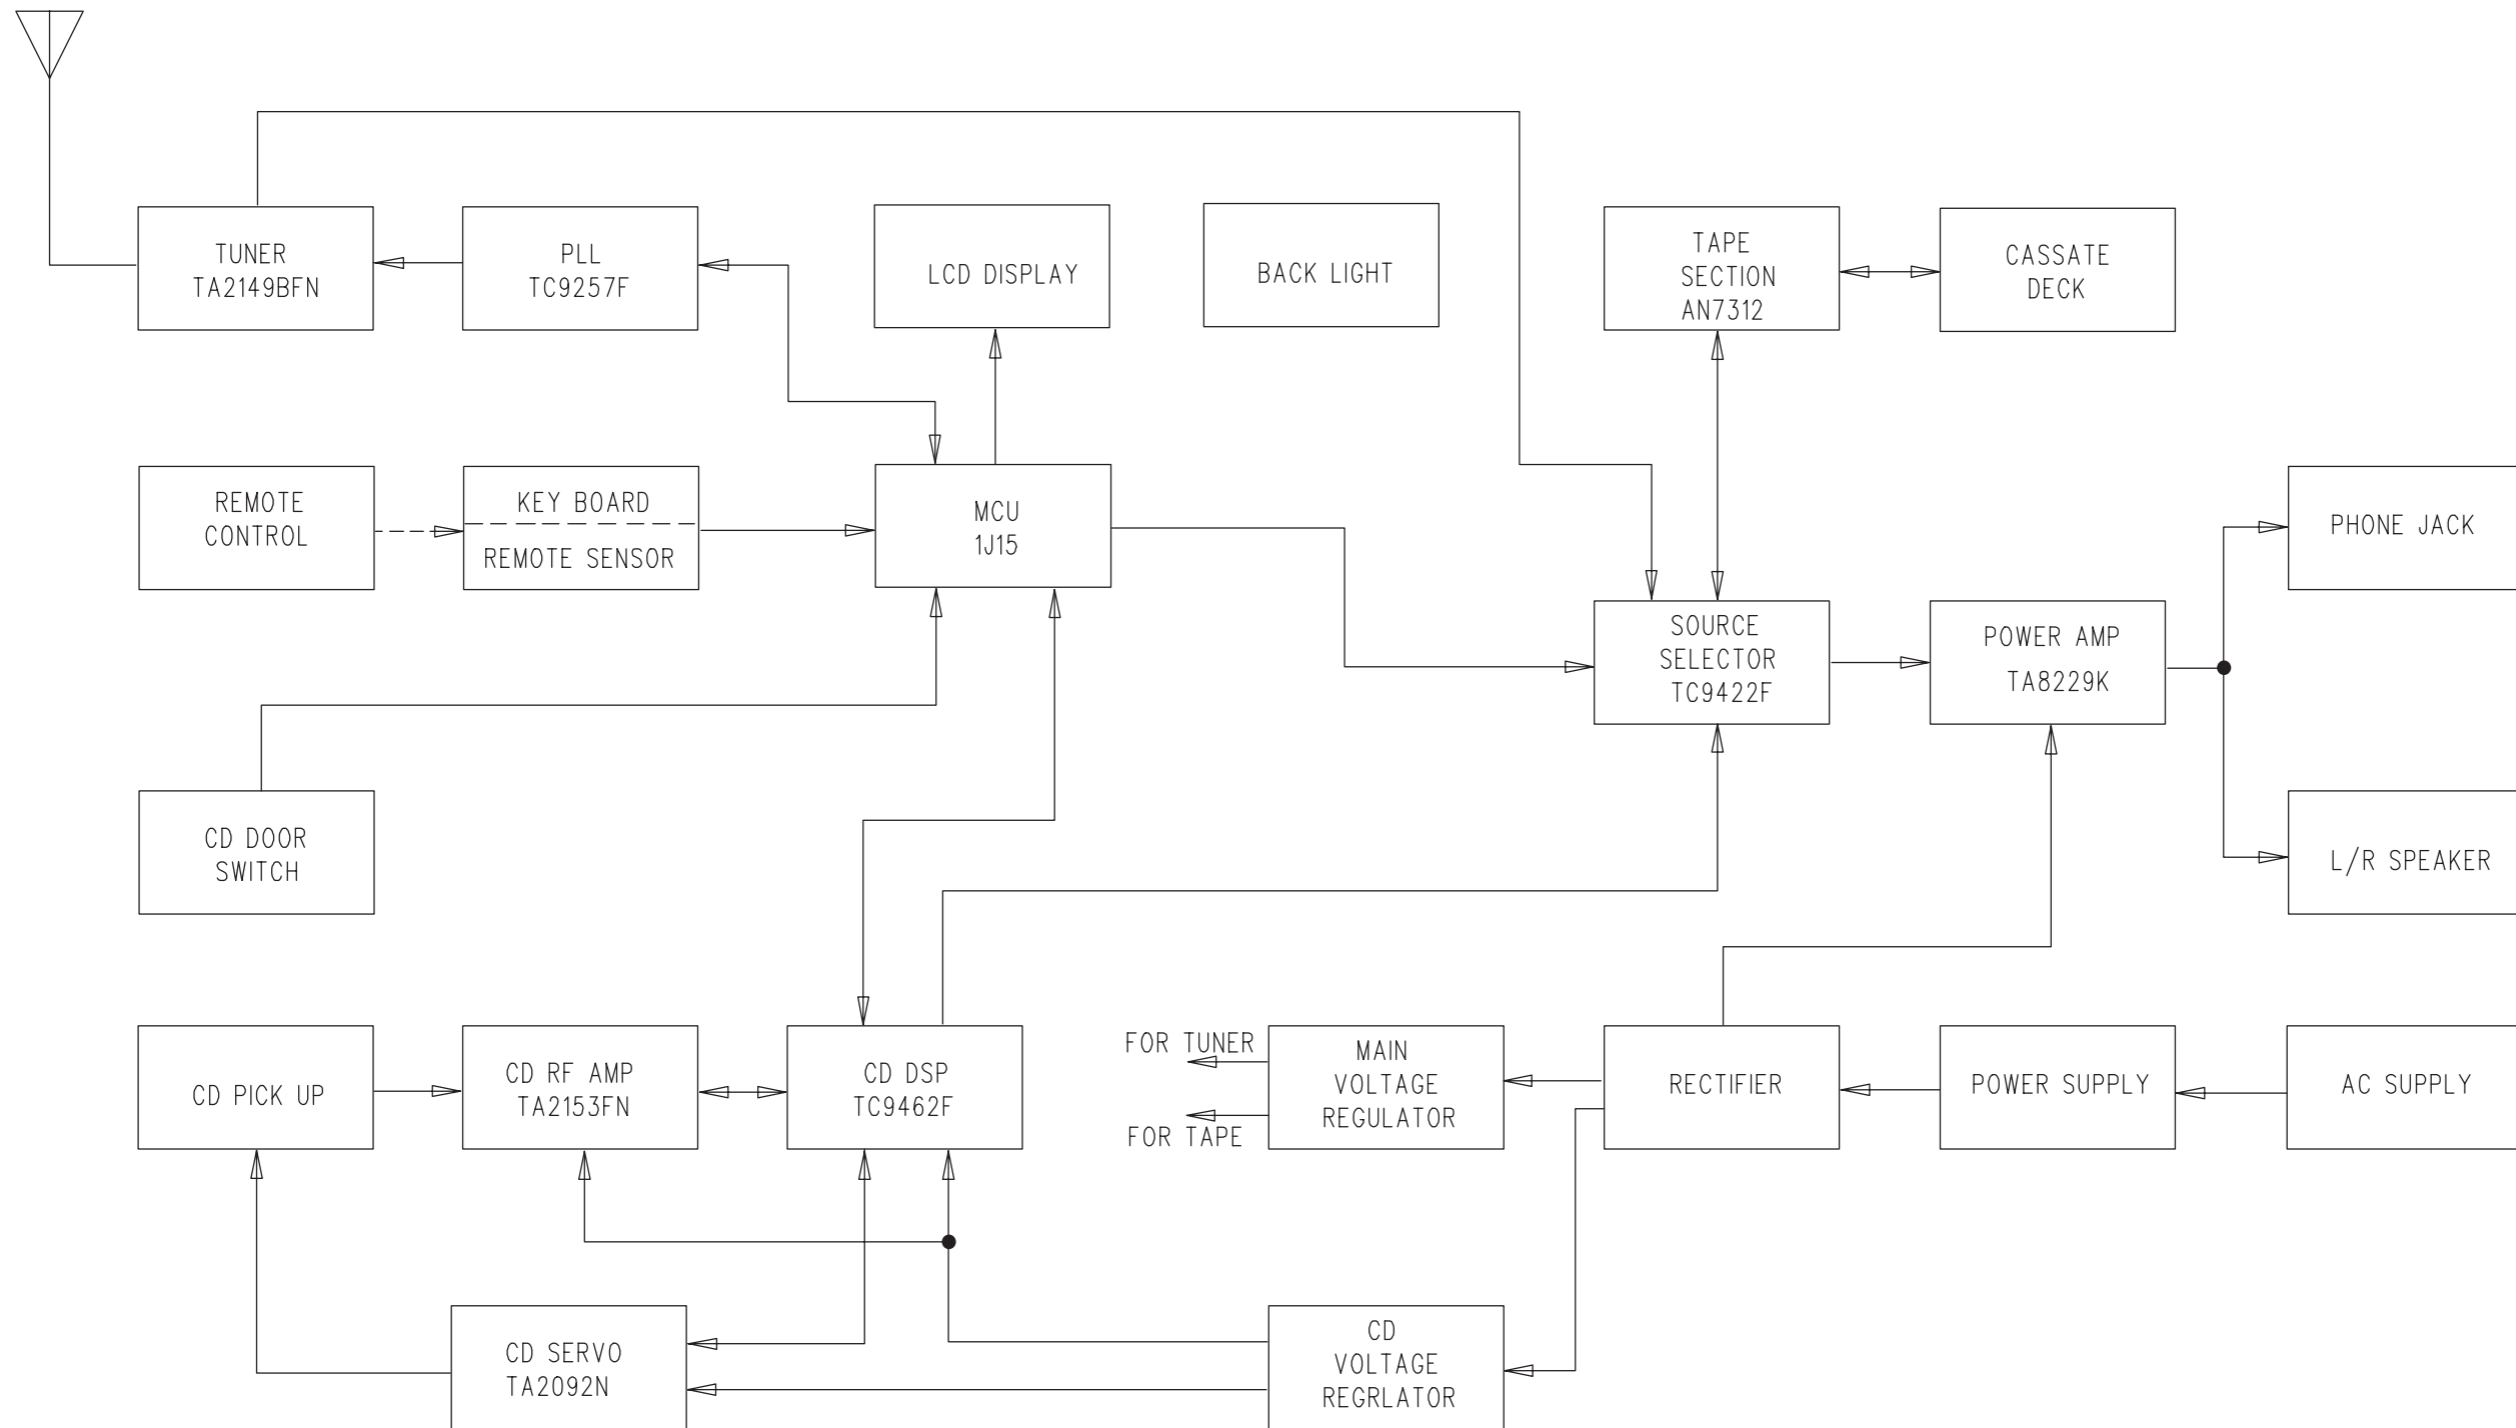 TUNER
TA2149BFN
PLL
TC9257F
LCD DISPLAY
BACK LIGHT
TAPE
SECTION
AN7312
CASSATE
DECK
REMOTE
CONTROL
KEY BOARD
REMOTE SENSOR
MCU
1J15
PHONE JACK
SOURCE
SELECTOR
TC9422F
POWER AMP
TA8229K
CD DOOR
SWITCH
L/R SPEAKER
CD PICK UP
CD RF AMP
TA2153FN
CD DSP
TC9462F
FOR TUNER
FOR TAPE
MAIN
VOLTAGE
REGULATOR
RECTIFIER
POWER SUPPLY
AC SUPPLY
CD SERVO
TA2092N
CD
VOLTAGE
REGRLATOR